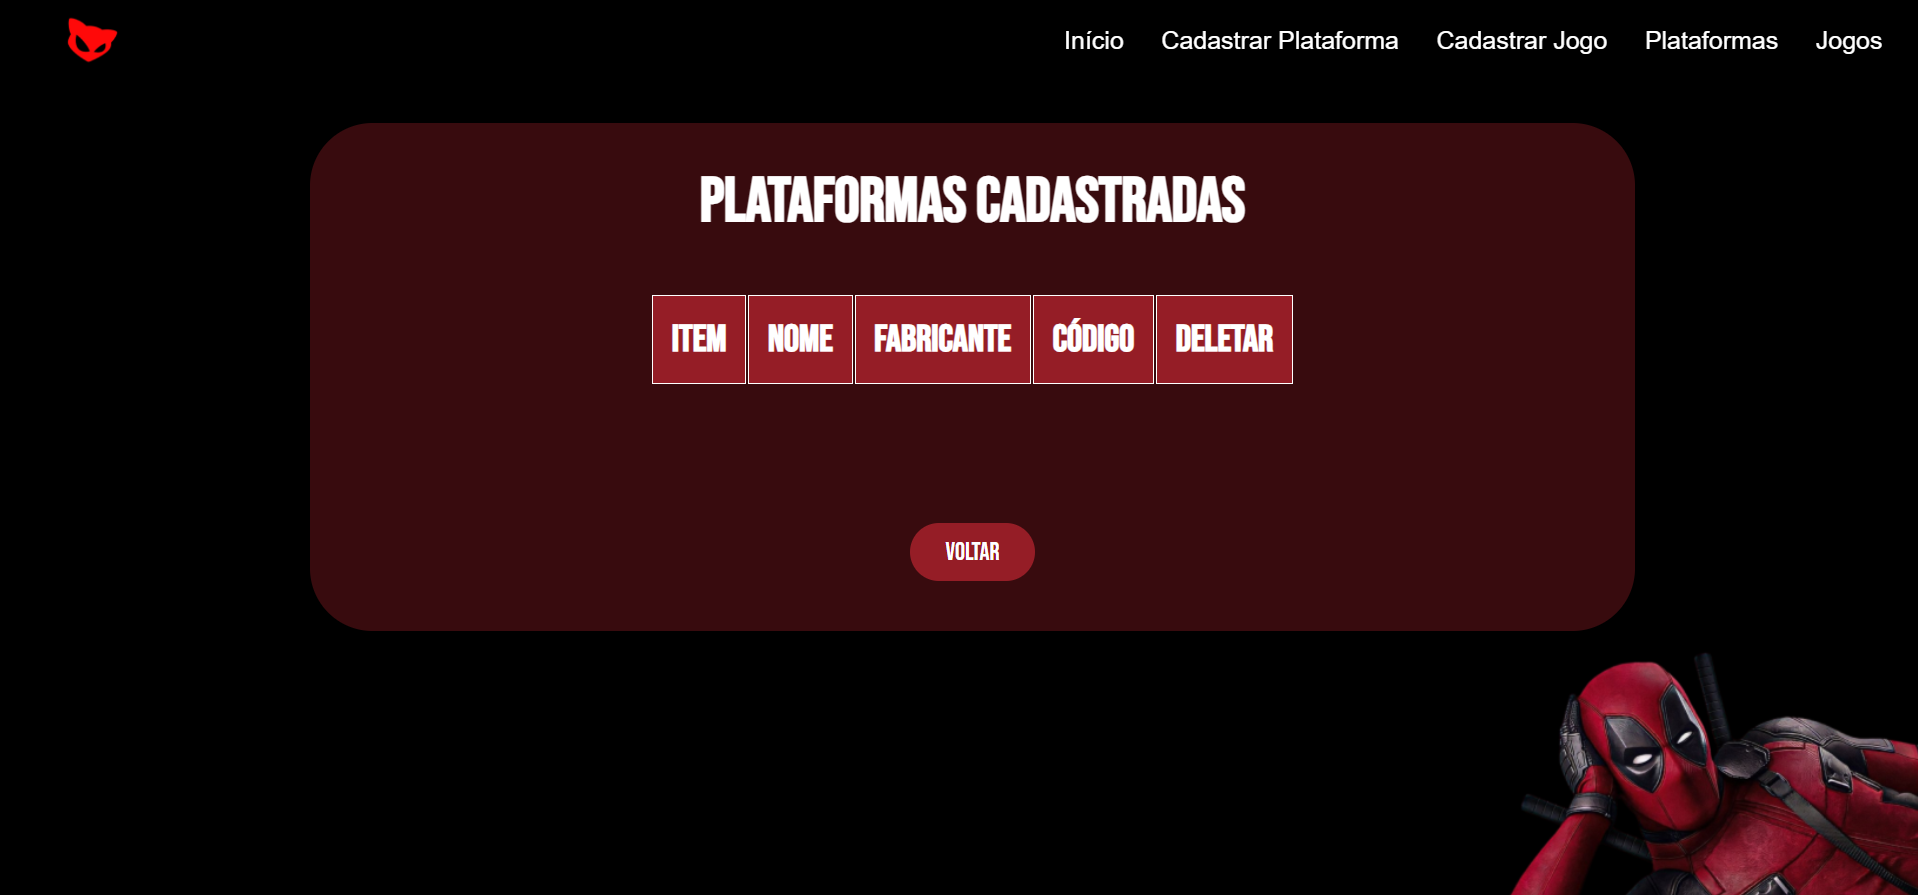 Início Cadastrar Plataforma Cadastrar Jogo Plataformas Jogos
PLATAFORMAS CADASTRADAS
ITEM NOME FABRICANTE CÓDIGO DELETAR
VOLTAR